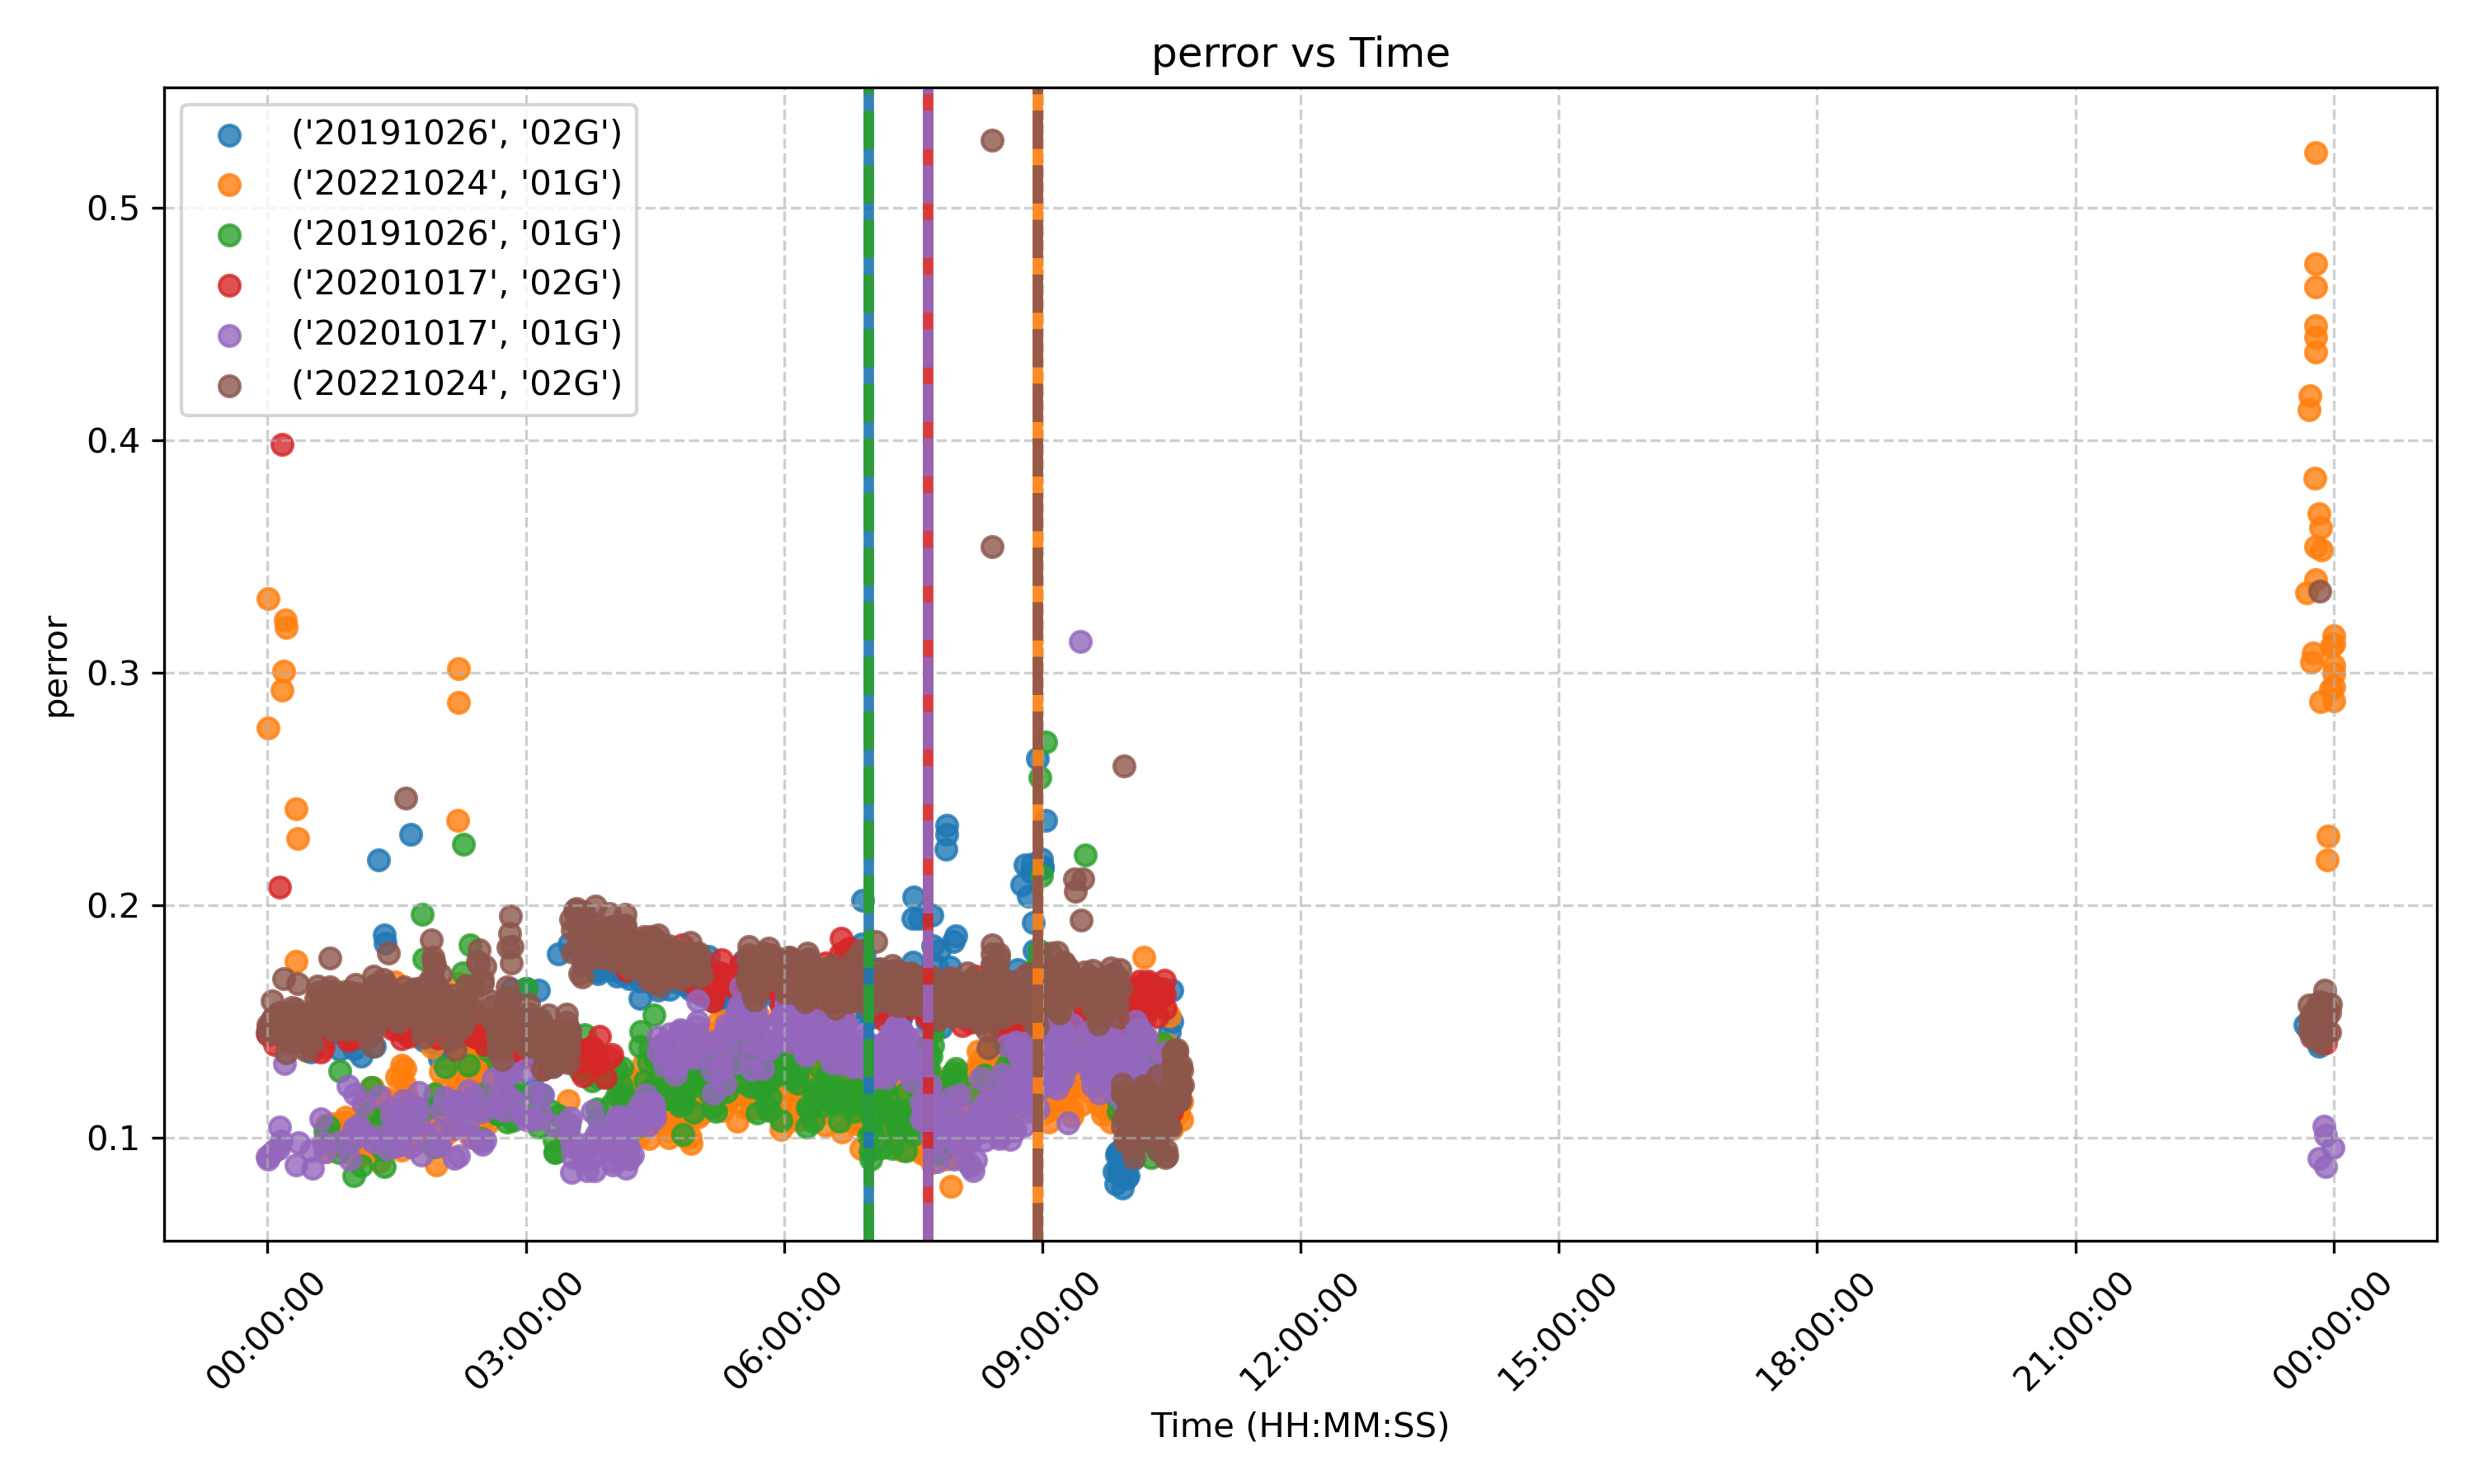 perror vs Time
('20191026', '02G')
('20221024', '01G')
('20191026', '01G')
('20201017', '02G')
('20201017', '01G')
('20221024', '02G')
0.5
0.4
0.3
0.2
0.1
perror
00:00:00
03:00:00
06:00:00
09:00:00
12:00:00
15:00:00
18:00:00
21:00:00
00:00:00
Time (HH:MM:SS)